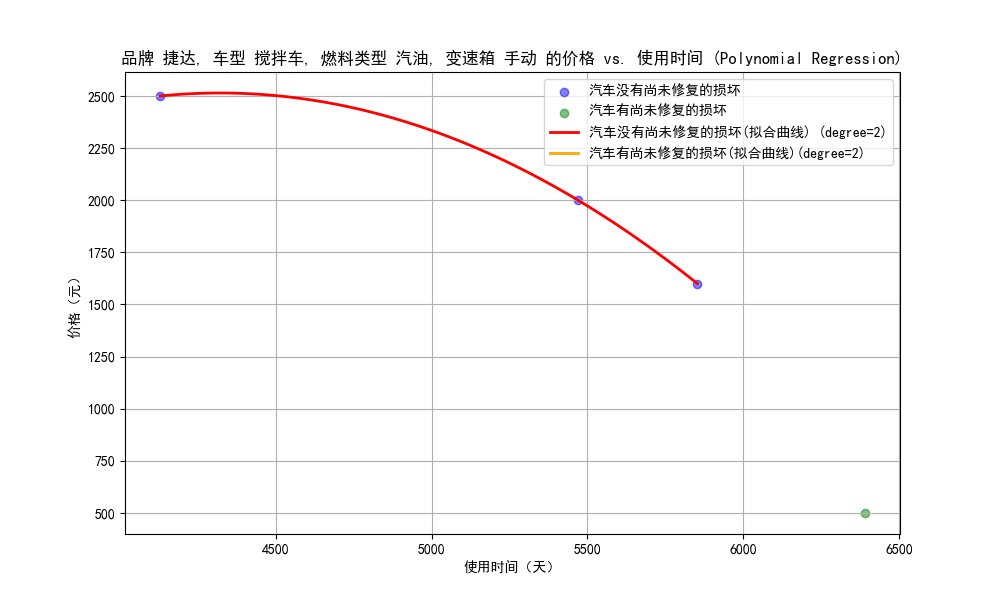 品牌 捷达, 车型 搅拌车, 燃料类型 汽油, 变速箱 手动 的价格 vs. 使用时间 (Polynomial Regression)
汽车没有尚未修复的损坏
汽车有尚未修复的损坏
汽车没有尚未修复的损坏(拟合曲线) (degree=2)
汽车有尚未修复的损坏(拟合曲线)(degree=2)
价格（元）
2500
2250
2000
1750
1500
1250
1000
750
500
4500 5000 5500 6000 6500
使用时间（天）